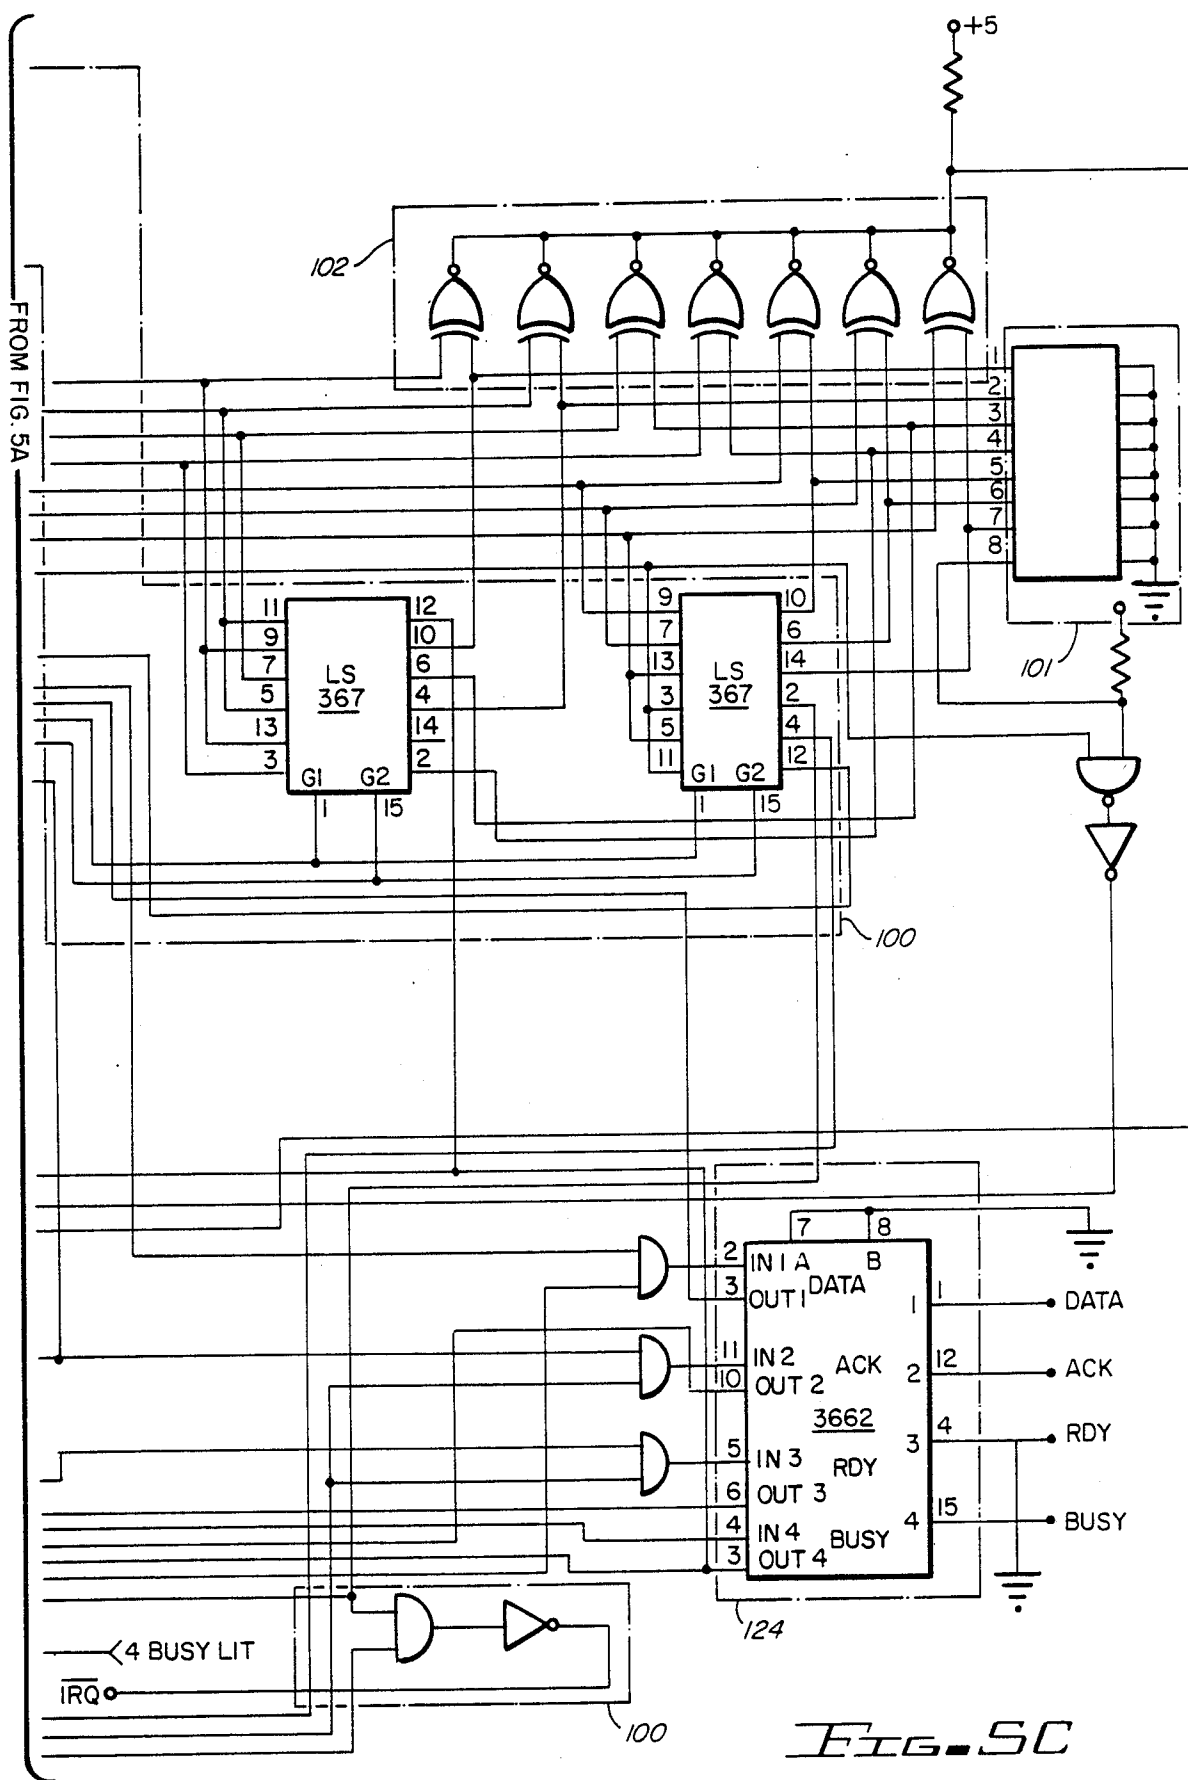 +5
102
FROM FIG. 5A
1
2
3
4
5
6
7
8
101
11
9
7
5
13
3
LS
367
G1 G2
1 15
12
10
6
4
14
2
9
7
13
3
5
11
LS
367
G1 G2
1 15
10
6
14
2
4
12
100
7 8
2 IN 1 A B
3 OUT 1 DATA
1 1 DATA
11 IN 2 ACK
10 OUT 2
2 12 ACK
3662
3 4 RDY
5 IN 3 RDY
6 OUT 3
4 IN 4 BUSY
3 OUT 4
4 15 BUSY
124
4 BUSY LIT
IRQ
100
FIG. 5C